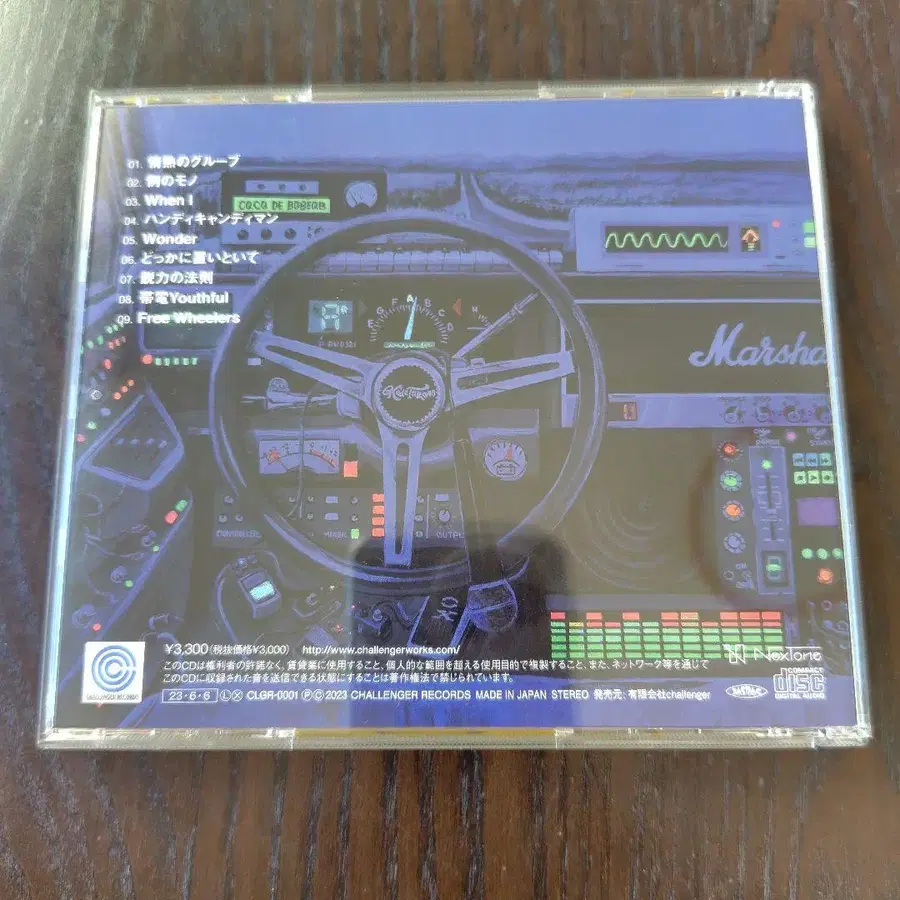 01. 情熱のグルーブ
02. 側のモノ
03. When I
04. ハンディキャンディマン
05. Wonder
06. どっかに置いといて
07. 脱力の法則
08. 帯電Youthful
09. Free Wheelers
COCO DE BOBERO
Marsha
E G F A B C D
OK
¥3,300(税抜価格¥3,000) http://www.challengerworks.com/
このCDは権利者の許諾なく、賃貸業に使用すること、個人的な範囲を超える使用目的で複製すること、また、ネットワーク等を通じて
このCDに収録された音を送信できる状態にすることは著作権法で禁じられています。
23・6・6 Ⓛ Ⓧ CLGR-0001 ⓅⒸ2023 CHALLENGER RECORDS MADE IN JAPAN STEREO 発売元: 有限会社challenger
CHALLENGER RECORDS
NexTone
COMPACT
disc
DIGITAL AUDIO